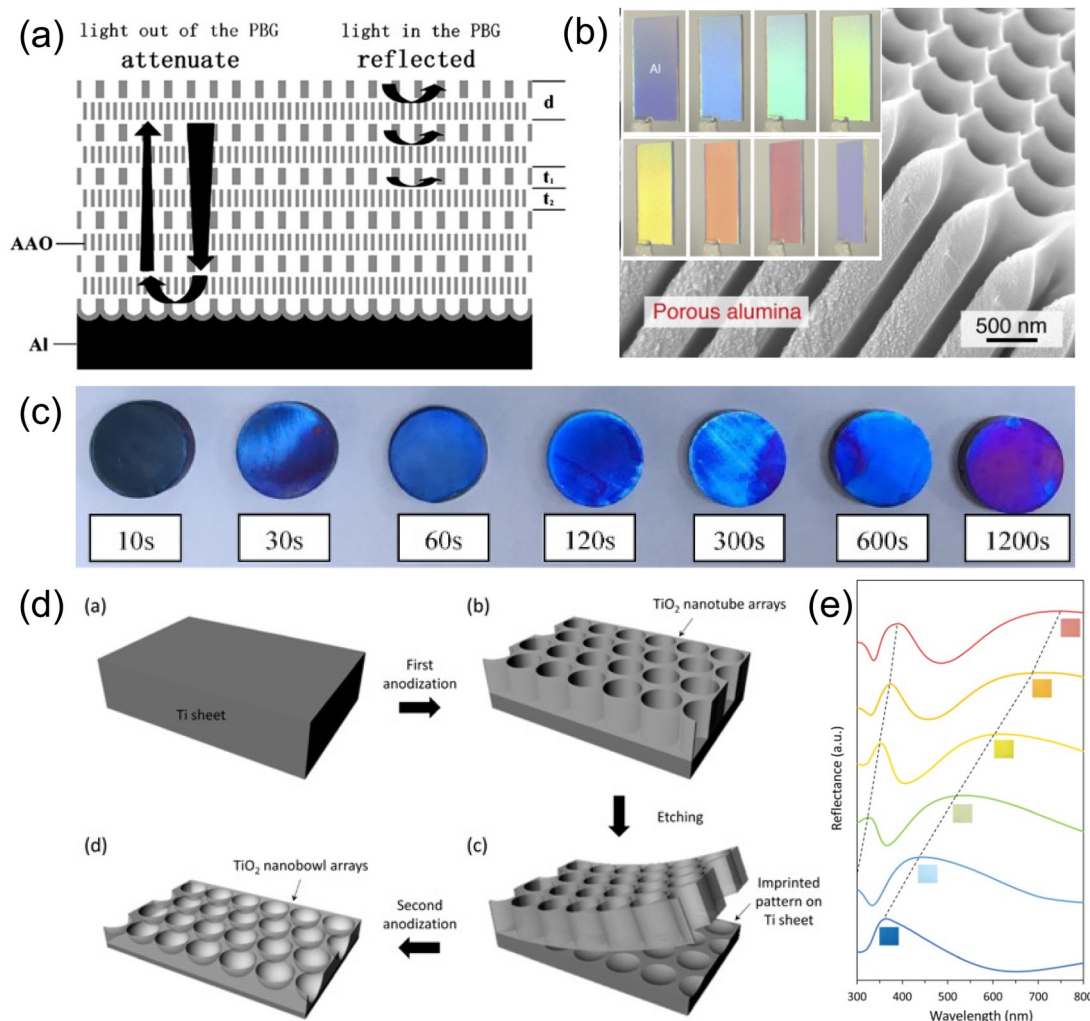 (a)
light out of the PBG
attenuate
light in the PBG
reflected
d
t₁
t₂
AAO
Al
(b)
Al
Porous alumina
500 nm
(c)
10s
30s
60s
120s
300s
600s
1200s
(d)
(a)
Ti sheet
First
anodization
(b)
TiO₂ nanotube arrays
Etching
(c)
Imprinted
pattern on
Ti sheet
Second
anodization
(d)
TiO₂ nanobowl arrays
(e)
Reflectance (a.u.)
300
400
500
600
700
800
Wavelength (nm)